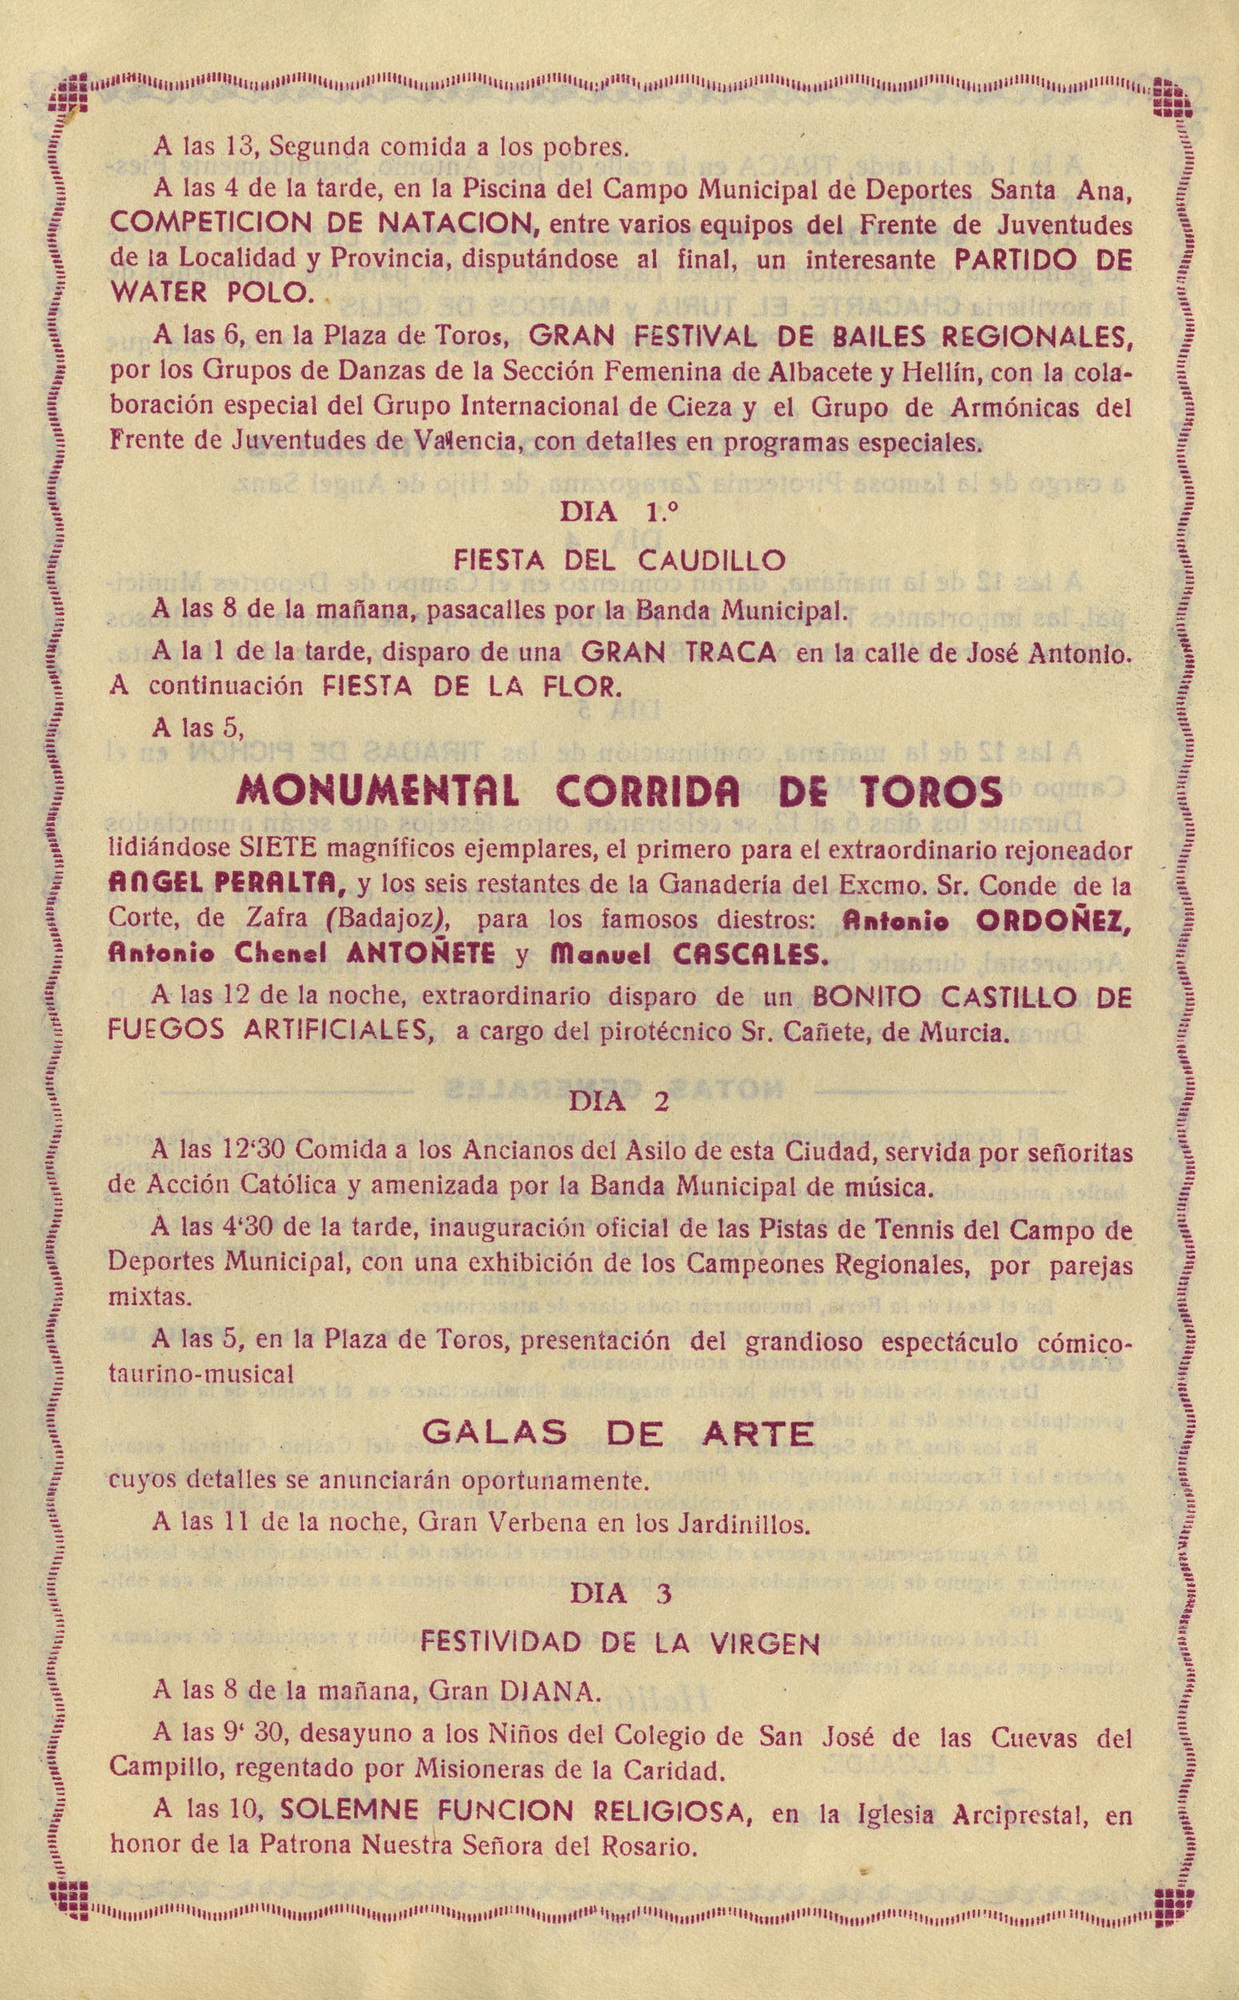 A las 13, Segunda comida a los pobres.
A las 4 de la tarde, en la Piscina del Campo Municipal de Deportes Santa Ana,
COMPETICION DE NATACION, entre varios equipos del Frente de Juventudes
de la Localidad y Provincia, disputándose al final, un interesante PARTIDO DE
WATER POLO.
A las 6, en la Plaza de Toros, GRAN FESTIVAL DE BAILES REGIONALES,
por los Grupos de Danzas de la Sección Femenina de Albacete y Hellín, con la cola-
boración especial del Grupo Internacional de Cieza y el Grupo de Armónicas del
Frente de Juventudes de Valencia, con detalles en programas especiales.
DIA 1.º
FIESTA DEL CAUDILLO
A las 8 de la mañana, pasacalles por la Banda Municipal.
A la 1 de la tarde, disparo de una GRAN TRACA en la calle de José Antonio.
A continuación FIESTA DE LA FLOR.
A las 5,
MONUMENTAL CORRIDA DE TOROS
lidiándose SIETE magníficos ejemplares, el primero para el extraordinario rejoneador
ANGEL PERALTA, y los seis restantes de la Ganadería del Excmo. Sr. Conde de la
Corte, de Zafra (Badajoz), para los famosos diestros: Antonio ORDOÑEZ,
Antonio Chenel ANTOÑETE y Manuel CASCALES.
A las 12 de la noche, extraordinario disparo de un BONITO CASTILLO DE
FUEGOS ARTIFICIALES, a cargo del pirotécnico Sr. Cañete, de Murcia.
DIA 2
A las 12'30 Comida a los Ancianos del Asilo de esta Ciudad, servida por señoritas
de Acción Católica y amenizada por la Banda Municipal de música.
A las 4'30 de la tarde, inauguración oficial de las Pistas de Tennis del Campo de
Deportes Municipal, con una exhibición de los Campeones Regionales, por parejas
mixtas.
A las 5, en la Plaza de Toros, presentación del grandioso espectáculo cómico-
taurino-musical
GALAS DE ARTE
cuyos detalles se anunciarán oportunamente.
A las 11 de la noche, Gran Verbena en los Jardinillos.
DIA 3
FESTIVIDAD DE LA VIRGEN
A las 8 de la mañana, Gran DIANA.
A las 9' 30, desayuno a los Niños del Colegio de San José de las Cuevas del
Campillo, regentado por Misioneras de la Caridad.
A las 10, SOLEMNE FUNCION RELIGIOSA, en la Iglesia Arciprestal, en
honor de la Patrona Nuestra Señora del Rosario.